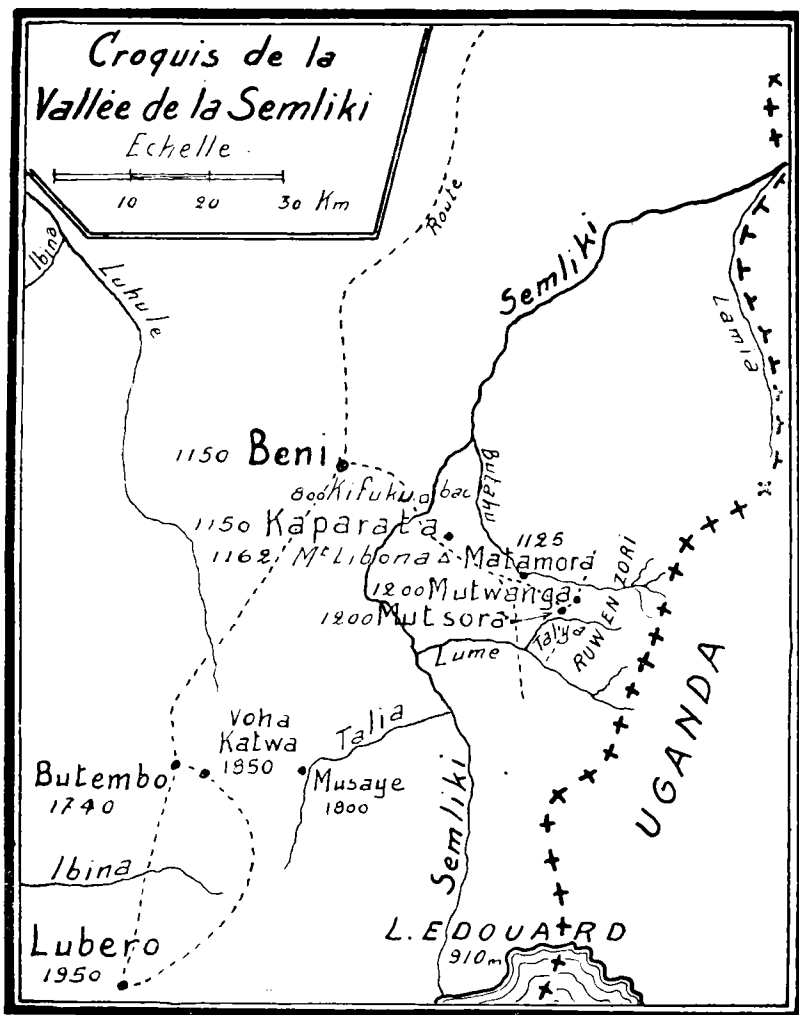 Croquis de la
Vallée de la Semliki
Echelle
10 20 30 Km
Route
Ibina
Luhule
Semliki
Lamia
1150 Beni
Butahu
800 Kifuku bac
1150 Kaparata
1125
1162 Mt Libona Matamora
1200 Mutwanga
1200 Mutsora
Taliya
RUWENZORI
Lume
UGANDA
Voha
Katwa
1950
Talia
Butembo
1740
Musaye
1800
Semliki
Ibina
Lubero
1950
L. EDOUARD
910m